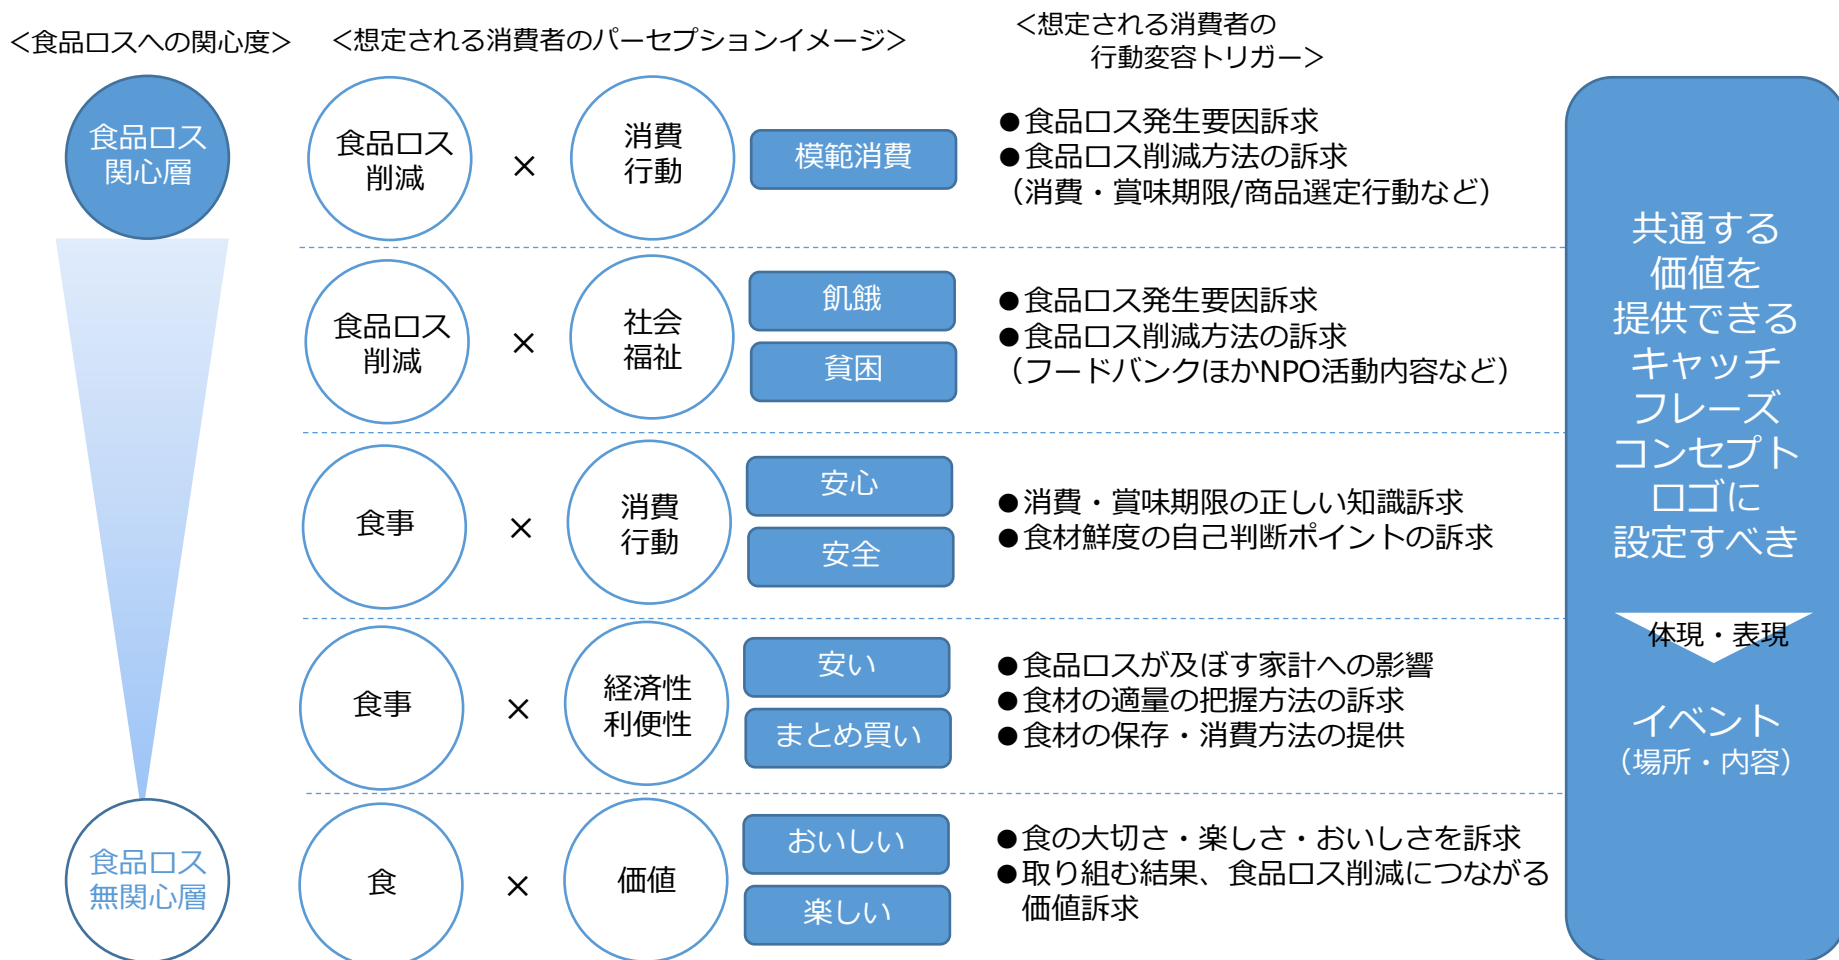 ＜食品ロスへの関心度＞
＜想定される消費者のパーセプションイメージ＞
＜想定される消費者の
行動変容トリガー＞
食品ロス
関心層
食品ロス
削減
×
消費
行動
模範消費
●食品ロス発生要因訴求
●食品ロス削減方法の訴求
（消費・賞味期限/商品選定行動など）
食品ロス
削減
×
社会
福祉
飢餓
貧困
●食品ロス発生要因訴求
●食品ロス削減方法の訴求
（フードバンクほかNPO活動内容など）
食事
×
消費
行動
安心
安全
●消費・賞味期限の正しい知識訴求
●食材鮮度の自己判断ポイントの訴求
食事
×
経済性
利便性
安い
まとめ買い
●食品ロスが及ぼす家計への影響
●食材の適量の把握方法の訴求
●食材の保存・消費方法の提供
食品ロス
無関心層
食
×
価値
おいしい
楽しい
●食の大切さ・楽しさ・おいしさを訴求
●取り組む結果、食品ロス削減につながる
価値訴求
共通する
価値を
提供できる
キャッチ
フレーズ
コンセプト
ロゴに
設定すべき
体現・表現
イベント
（場所・内容）